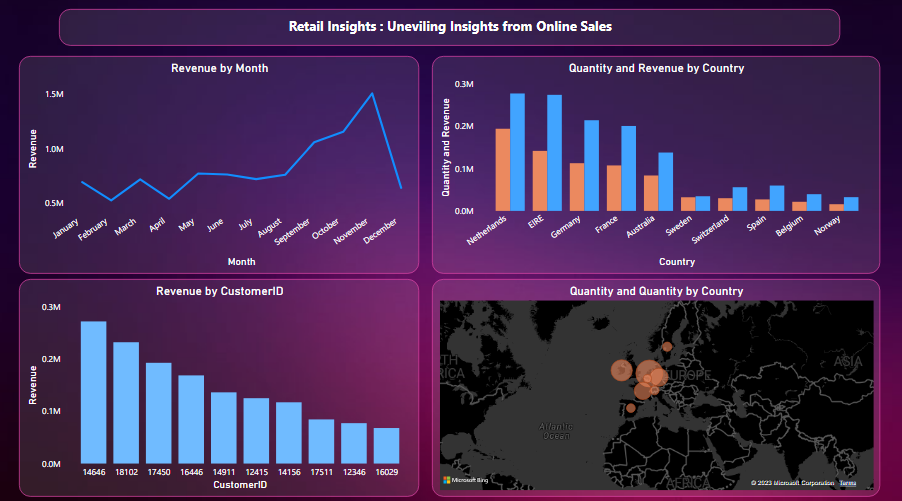 Retail Insights : Uneviling Insights from Online Sales
Revenue by Month
Revenue
1.5M
1.0M
0.5M
January
February
March
April
May
June
July
August
September
October
November
December
Month
Quantity and Revenue by Country
Quantity and Revenue
0.3M
0.2M
0.1M
0.0M
Netherlands
EIRE
Germany
France
Australia
Sweden
Switzerland
Spain
Belgium
Norway
Country
Revenue by CustomerID
Revenue
0.3M
0.2M
0.1M
0.0M
14646 18102 17450 16446 14911 12415 14156 17511 12346 16029
CustomerID
Quantity and Quantity by Country
TH
RICA
EUROPE
ASIA
Atlantic
Ocean
AFRICA
Microsoft Bing
© 2023 Microsoft Corporation Terms